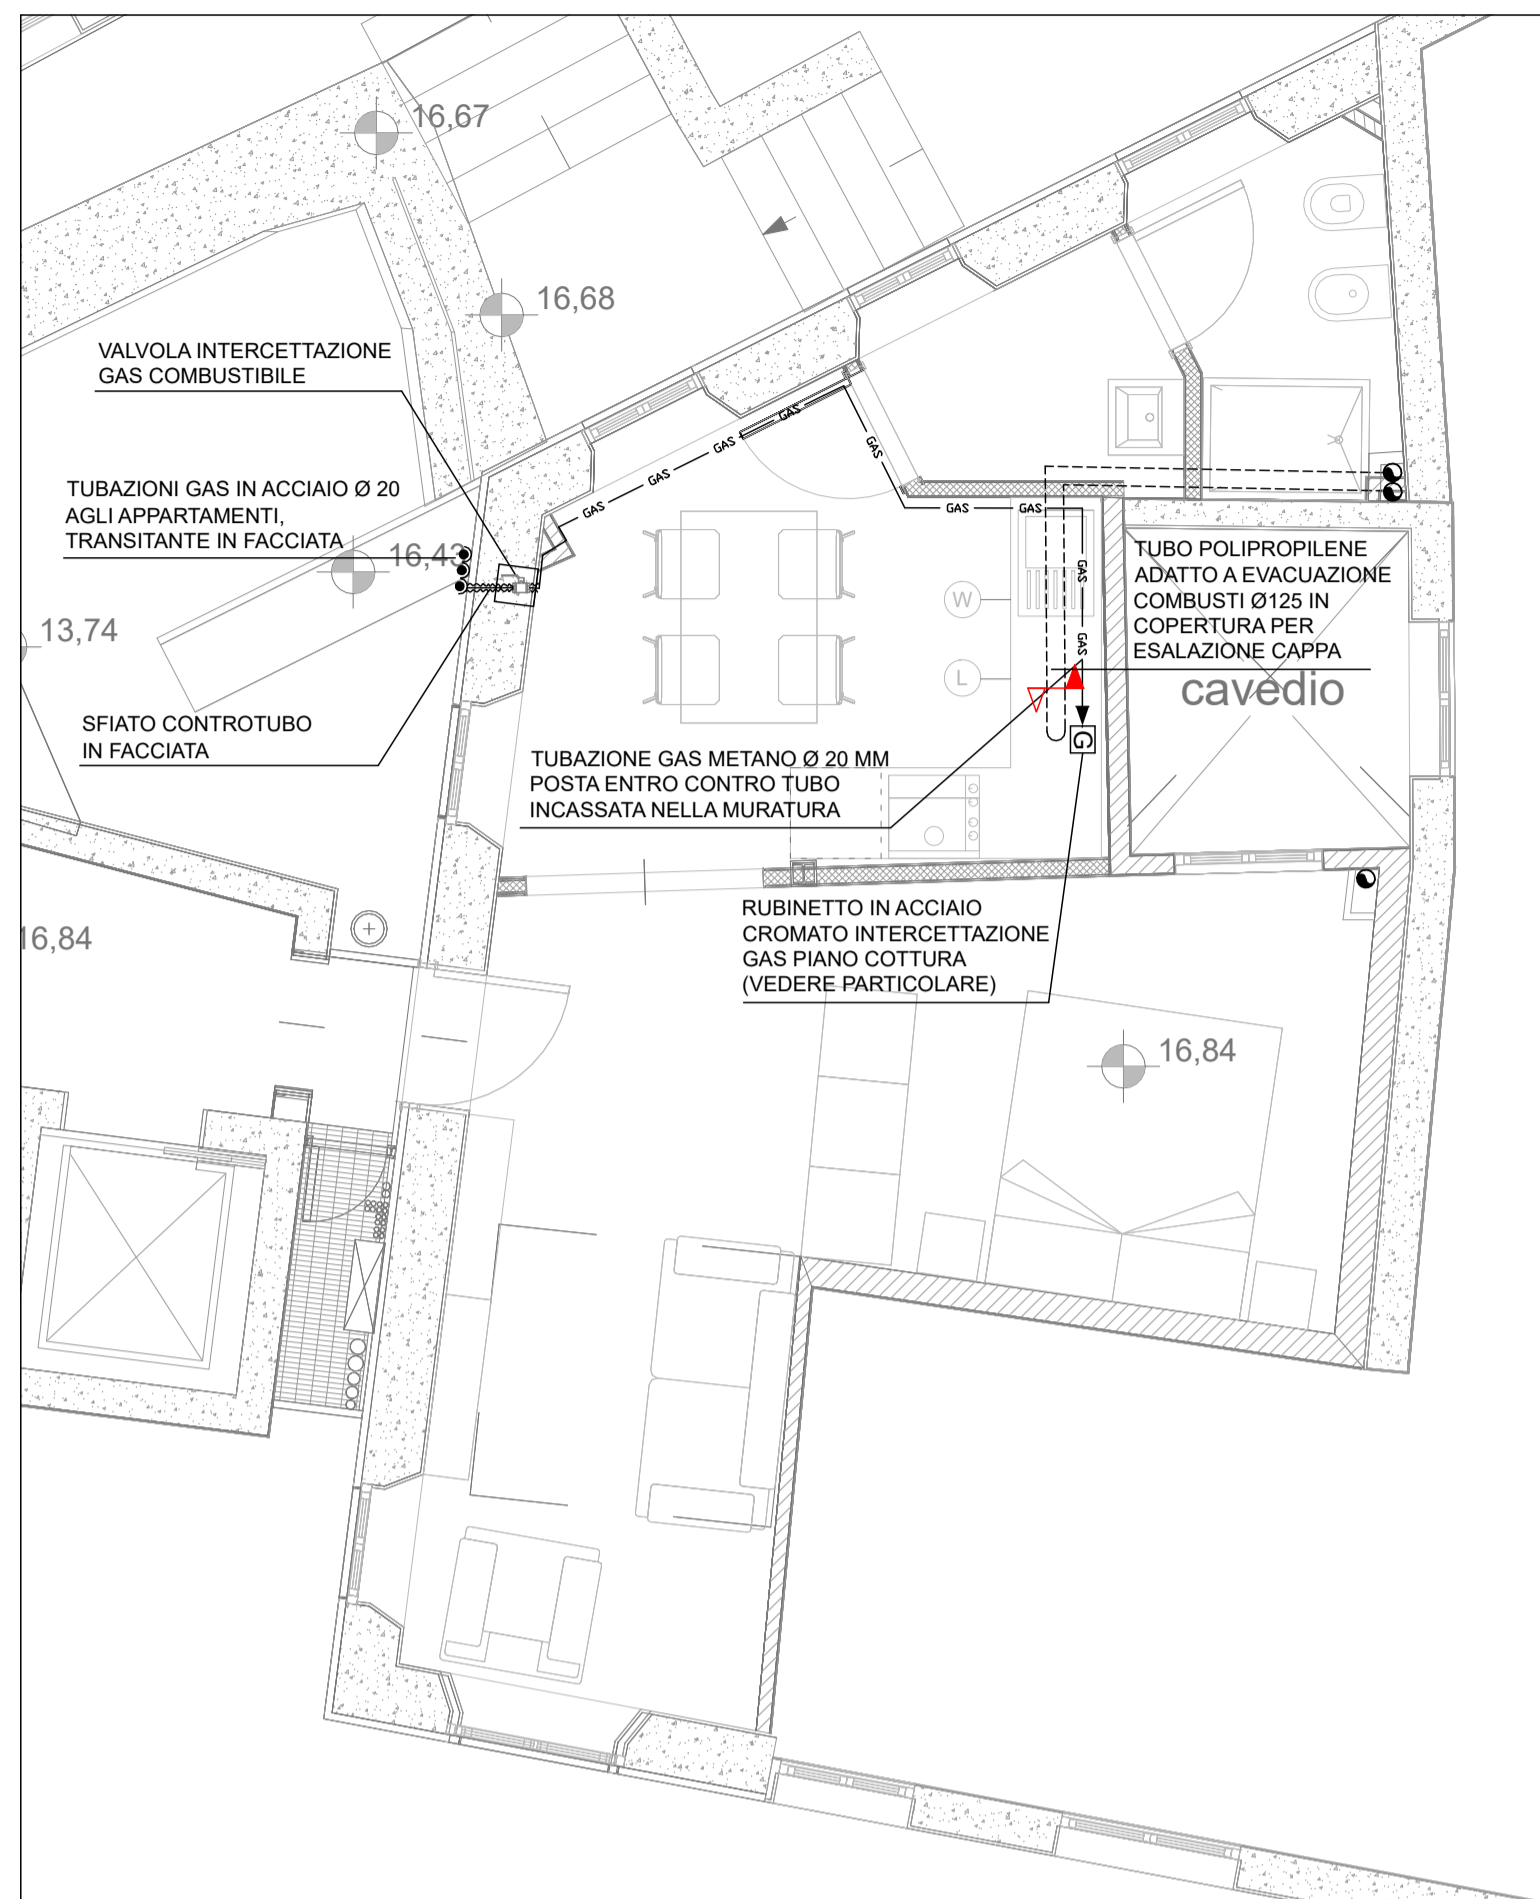 16,67
16,68
VALVOLA INTERCETTAZIONE
GAS COMBUSTIBILE
TUBAZIONI GAS IN ACCIAIO Ø 20
AGLI APPARTAMENTI,
TRANSITANTE IN FACCIATA
16,43
13,74
SFIATO CONTROTUBO
IN FACCIATA
GAS
GAS
GAS
GAS
GAS
GAS
GAS
GAS
GAS
W
L
G
TUBO POLIPROPILENE
ADATTO A EVACUAZIONE
COMBUSTI Ø125 IN
COPERTURA PER
ESALAZIONE CAPPA
cavedio
TUBAZIONE GAS METANO Ø 20 MM
POSTA ENTRO CONTRO TUBO
INCASSATA NELLA MURATURA
RUBINETTO IN ACCIAIO
CROMATO INTERCETTAZIONE
GAS PIANO COTTURA
(VEDERE PARTICOLARE)
16,84
16,84